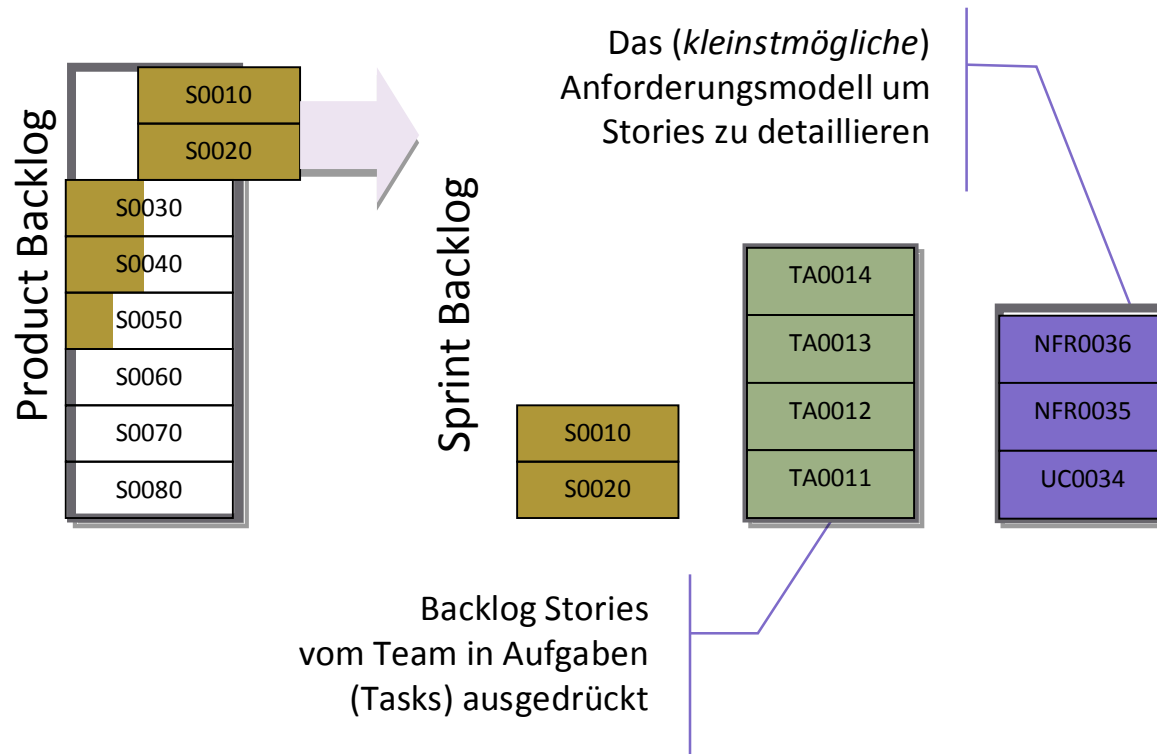 Product Backlog
S0010
S0020
S0030
S0040
S0050
S0060
S0070
S0080
Das (kleinstmögliche)
Anforderungsmodell um
Stories zu detaillieren
Sprint Backlog
S0010
S0020
TA0014
TA0013
TA0012
TA0011
NFR0036
NFR0035
UC0034
Backlog Stories
vom Team in Aufgaben
(Tasks) ausgedrückt